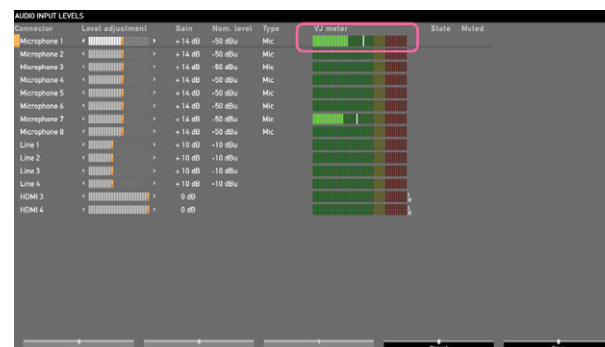 AUDIO INPUT LEVELS
Connector Level adjustment Gain Nom. level Type VU meter State Muted
Microphone 1 + 14 dB -50 dBu Mic
Microphone 2 + 14 dB -50 dBu Mic
Microphone 3 + 14 dB -50 dBu Mic
Microphone 4 + 14 dB -50 dBu Mic
Microphone 5 + 14 dB -50 dBu Mic
Microphone 6 + 14 dB -50 dBu Mic
Microphone 7 + 14 dB -50 dBu Mic
Microphone 8 + 14 dB -50 dBu Mic
Line 1 + 10 dB -10 dBu
Line 2 + 10 dB -10 dBu
Line 3 + 10 dB -10 dBu
Line 4 + 10 dB -10 dBu
HDMI 3 0 dB
HDMI 4 0 dB